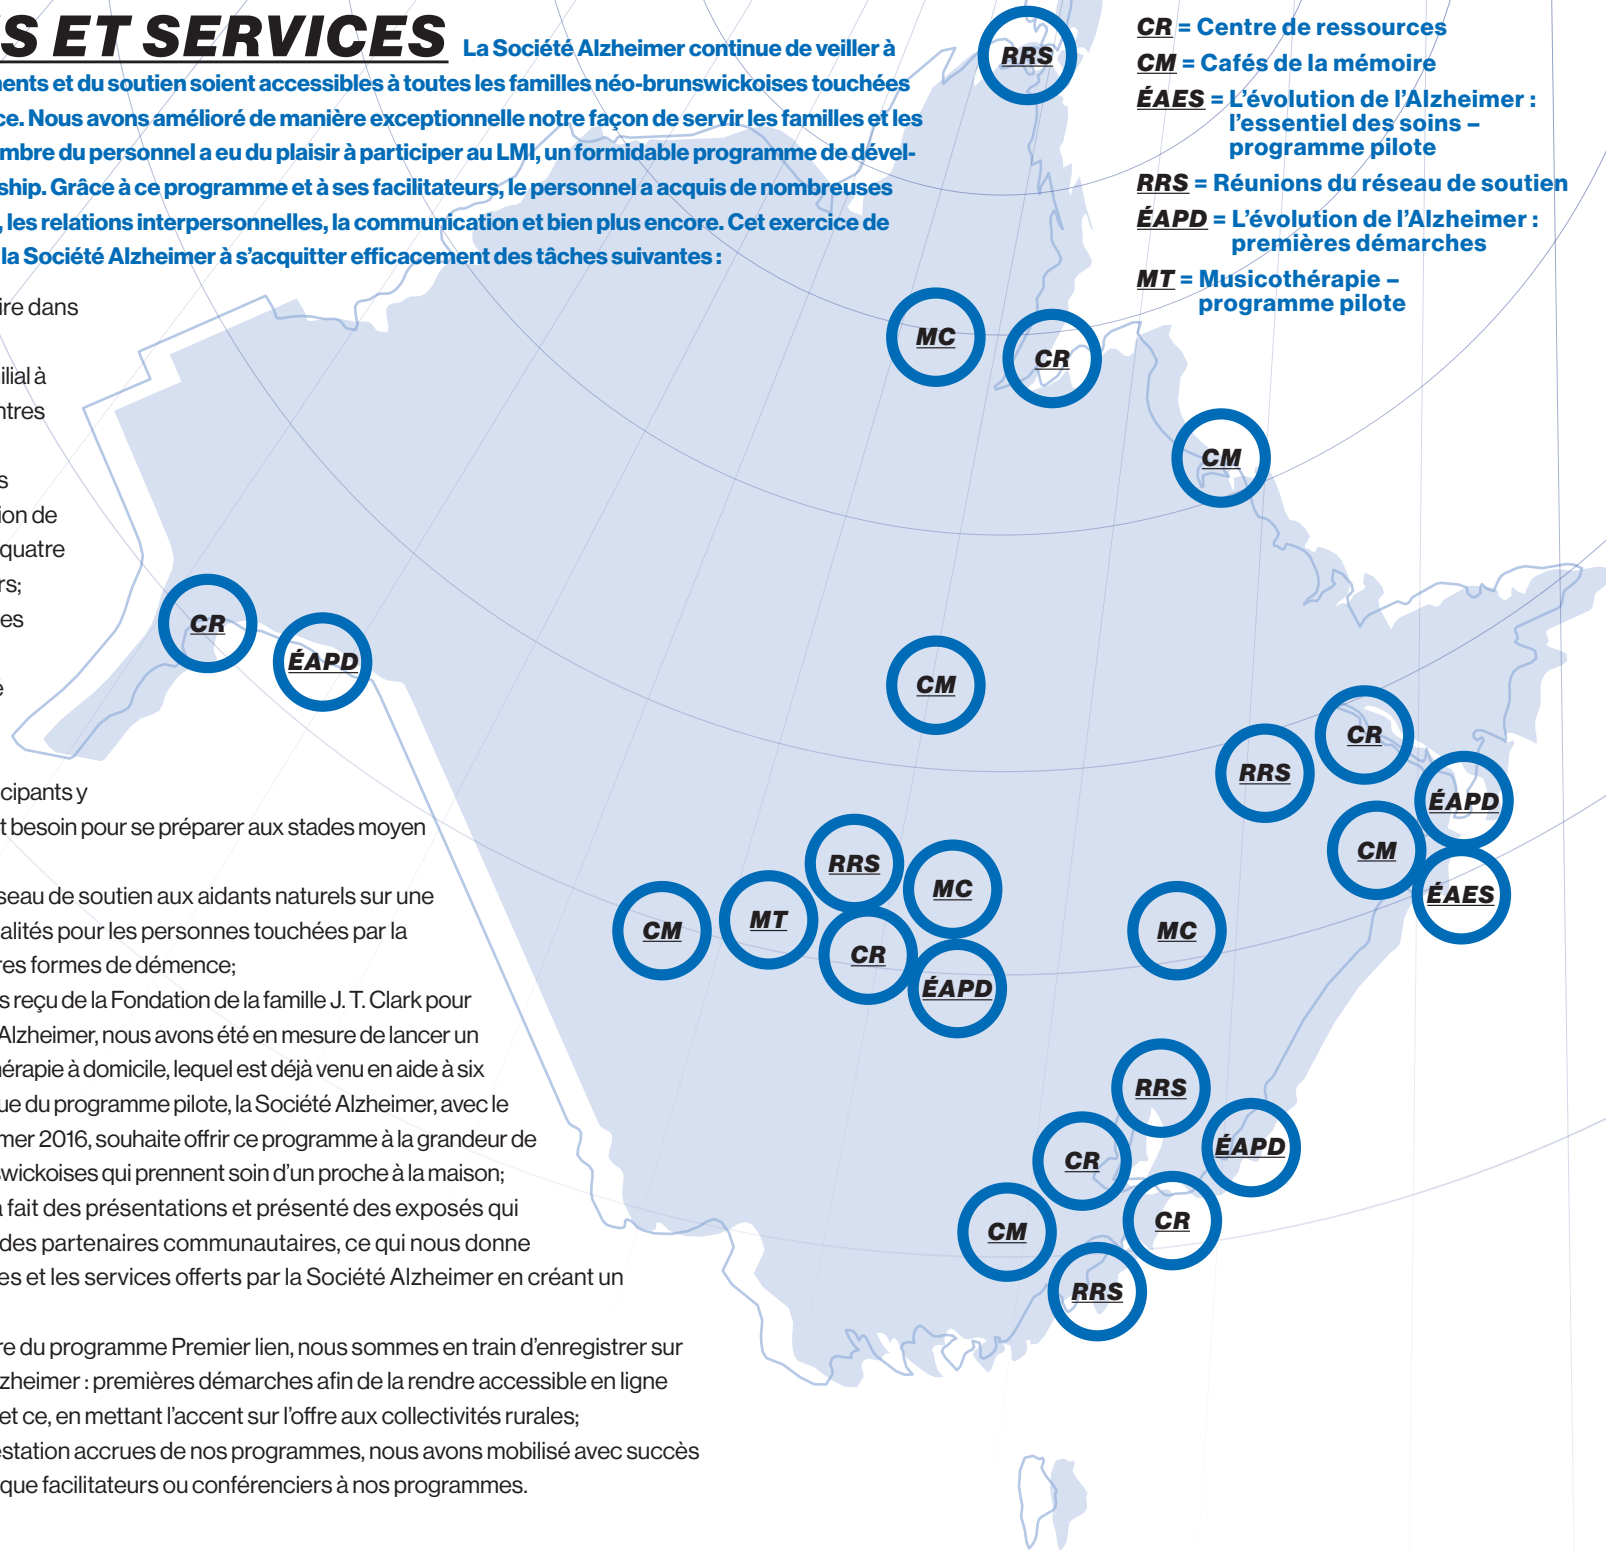 S ET SERVICES La Société Alzheimer continue de veiller à
ents et du soutien soient accessibles à toutes les familles néo-brunswickoises touchées
ce. Nous avons amélioré de manière exceptionnelle notre façon de servir les familles et les
mbre du personnel a eu du plaisir à participer au LMI, un formidable programme de dével-
ship. Grâce à ce programme et à ses facilitateurs, le personnel a acquis de nombreuses
, les relations interpersonnelles, la communication et bien plus encore. Cet exercice de
la Société Alzheimer à s'acquitter efficacement des tâches suivantes :
ire dans
ilial à
ntres
s
ion de
quatre
rs;
es
é
cipants y
t besoin pour se préparer aux stades moyen
seau de soutien aux aidants naturels sur une
alités pour les personnes touchées par la
res formes de démence;
s reçu de la Fondation de la famille J. T. Clark pour
Alzheimer, nous avons été en mesure de lancer un
hérapie à domicile, lequel est déjà venu en aide à six
ue du programme pilote, la Société Alzheimer, avec le
mer 2016, souhaite offrir ce programme à la grandeur de
swickoises qui prennent soin d'un proche à la maison;
a fait des présentations et présenté des exposés qui
des partenaires communautaires, ce qui nous donne
es et les services offerts par la Société Alzheimer en créant un
re du programme Premier lien, nous sommes en train d'enregistrer sur
zheimer : premières démarches afin de la rendre accessible en ligne
et ce, en mettant l'accent sur l'offre aux collectivités rurales;
estation accrues de nos programmes, nous avons mobilisé avec succès
que facilitateurs ou conférenciers à nos programmes.
CR = Centre de ressources
CM = Cafés de la mémoire
ÉAES = L'évolution de l'Alzheimer :
l'essentiel des soins –
programme pilote
RRS = Réunions du réseau de soutien
ÉAPD = L'évolution de l'Alzheimer :
premières démarches
MT = Musicothérapie –
programme pilote
RRS
MC
CR
CM
CR
ÉAPD
CM
CR
RRS
ÉAPD
CM
ÉAES
RRS
MC
MT
CM
CR
ÉAPD
MC
RRS
ÉAPD
CR
CR
CM
RRS